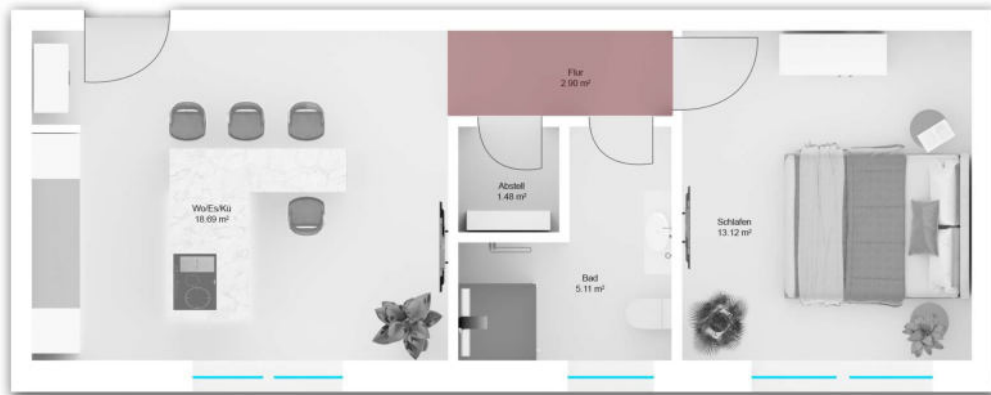 Flur
2.90 m²
Abstell
1.48 m²
Wo/Es/Kü
18.69 m²
Schlafen
13.12 m²
Bad
5.11 m²